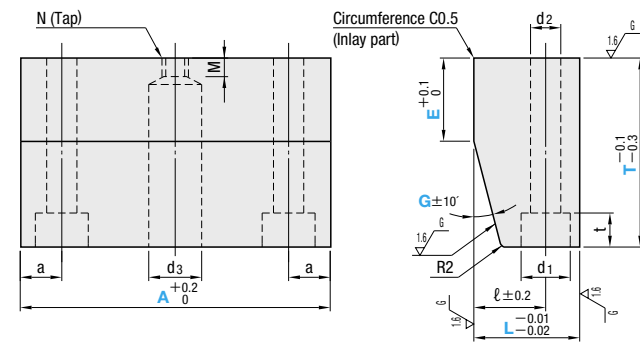 N (Tap)
M
a
d3
a
A+0.2 0
Circumference C0.5
(Inlay part)
d2
1.6 G
E+0.1 0
T−0.1 −0.3
G±10′
1.6 G
R2
t
d1
ℓ±0.2
1.6 G
1.6 G
L−0.01 −0.02